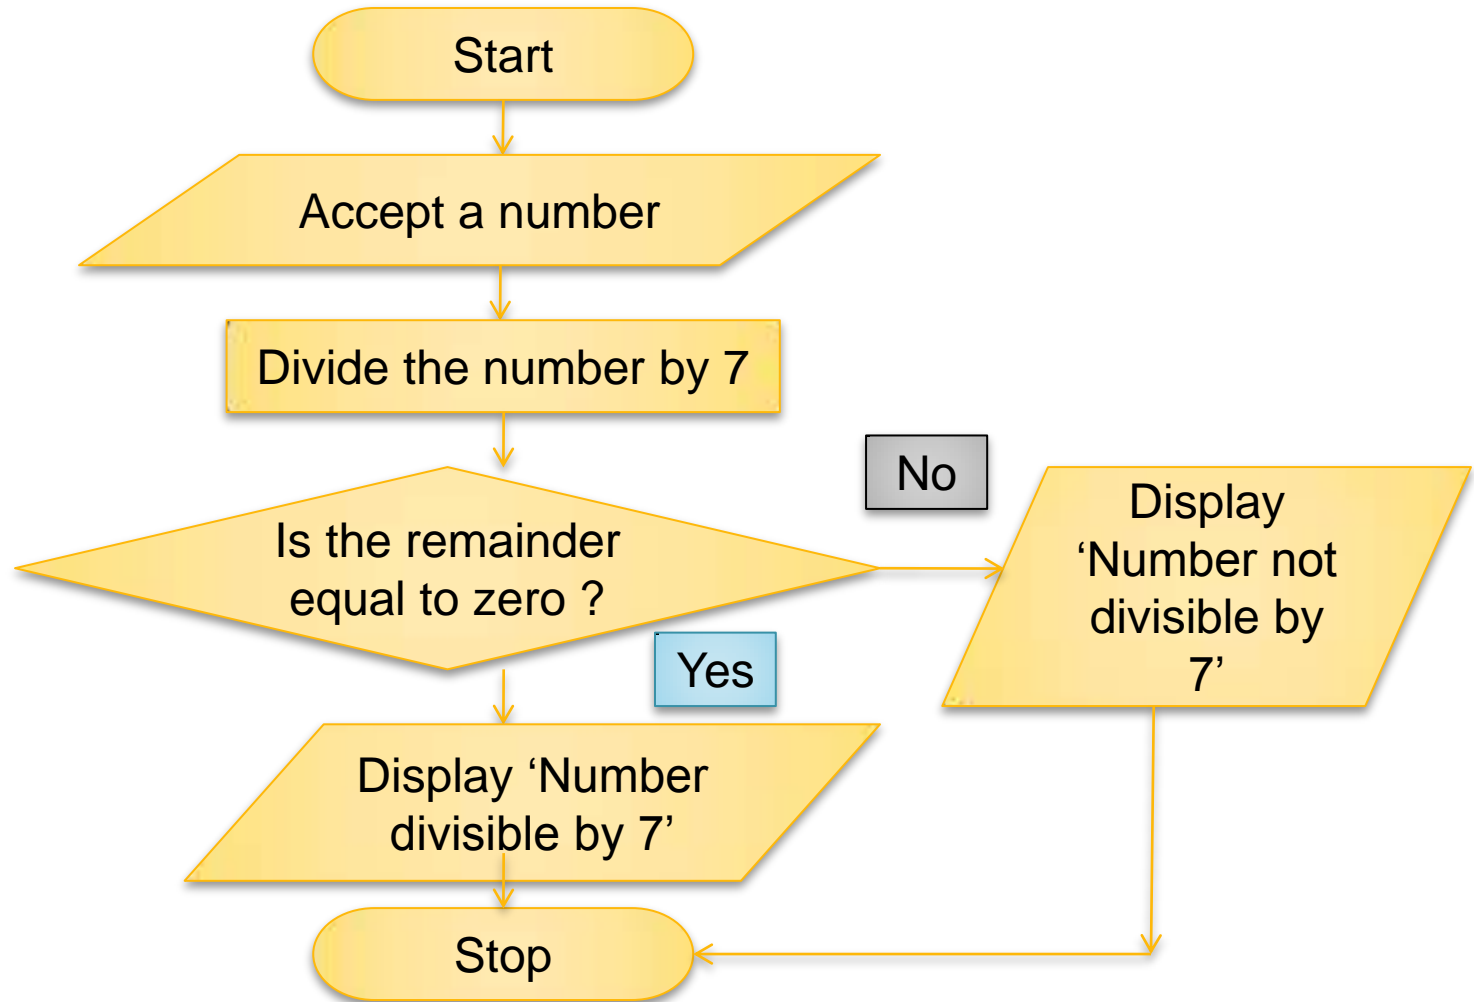 Start
Accept a number
Divide the number by 7
Is the remainder
equal to zero ?
No
Display
‘Number not
divisible by
7’
Yes
Display ‘Number
divisible by 7’
Stop